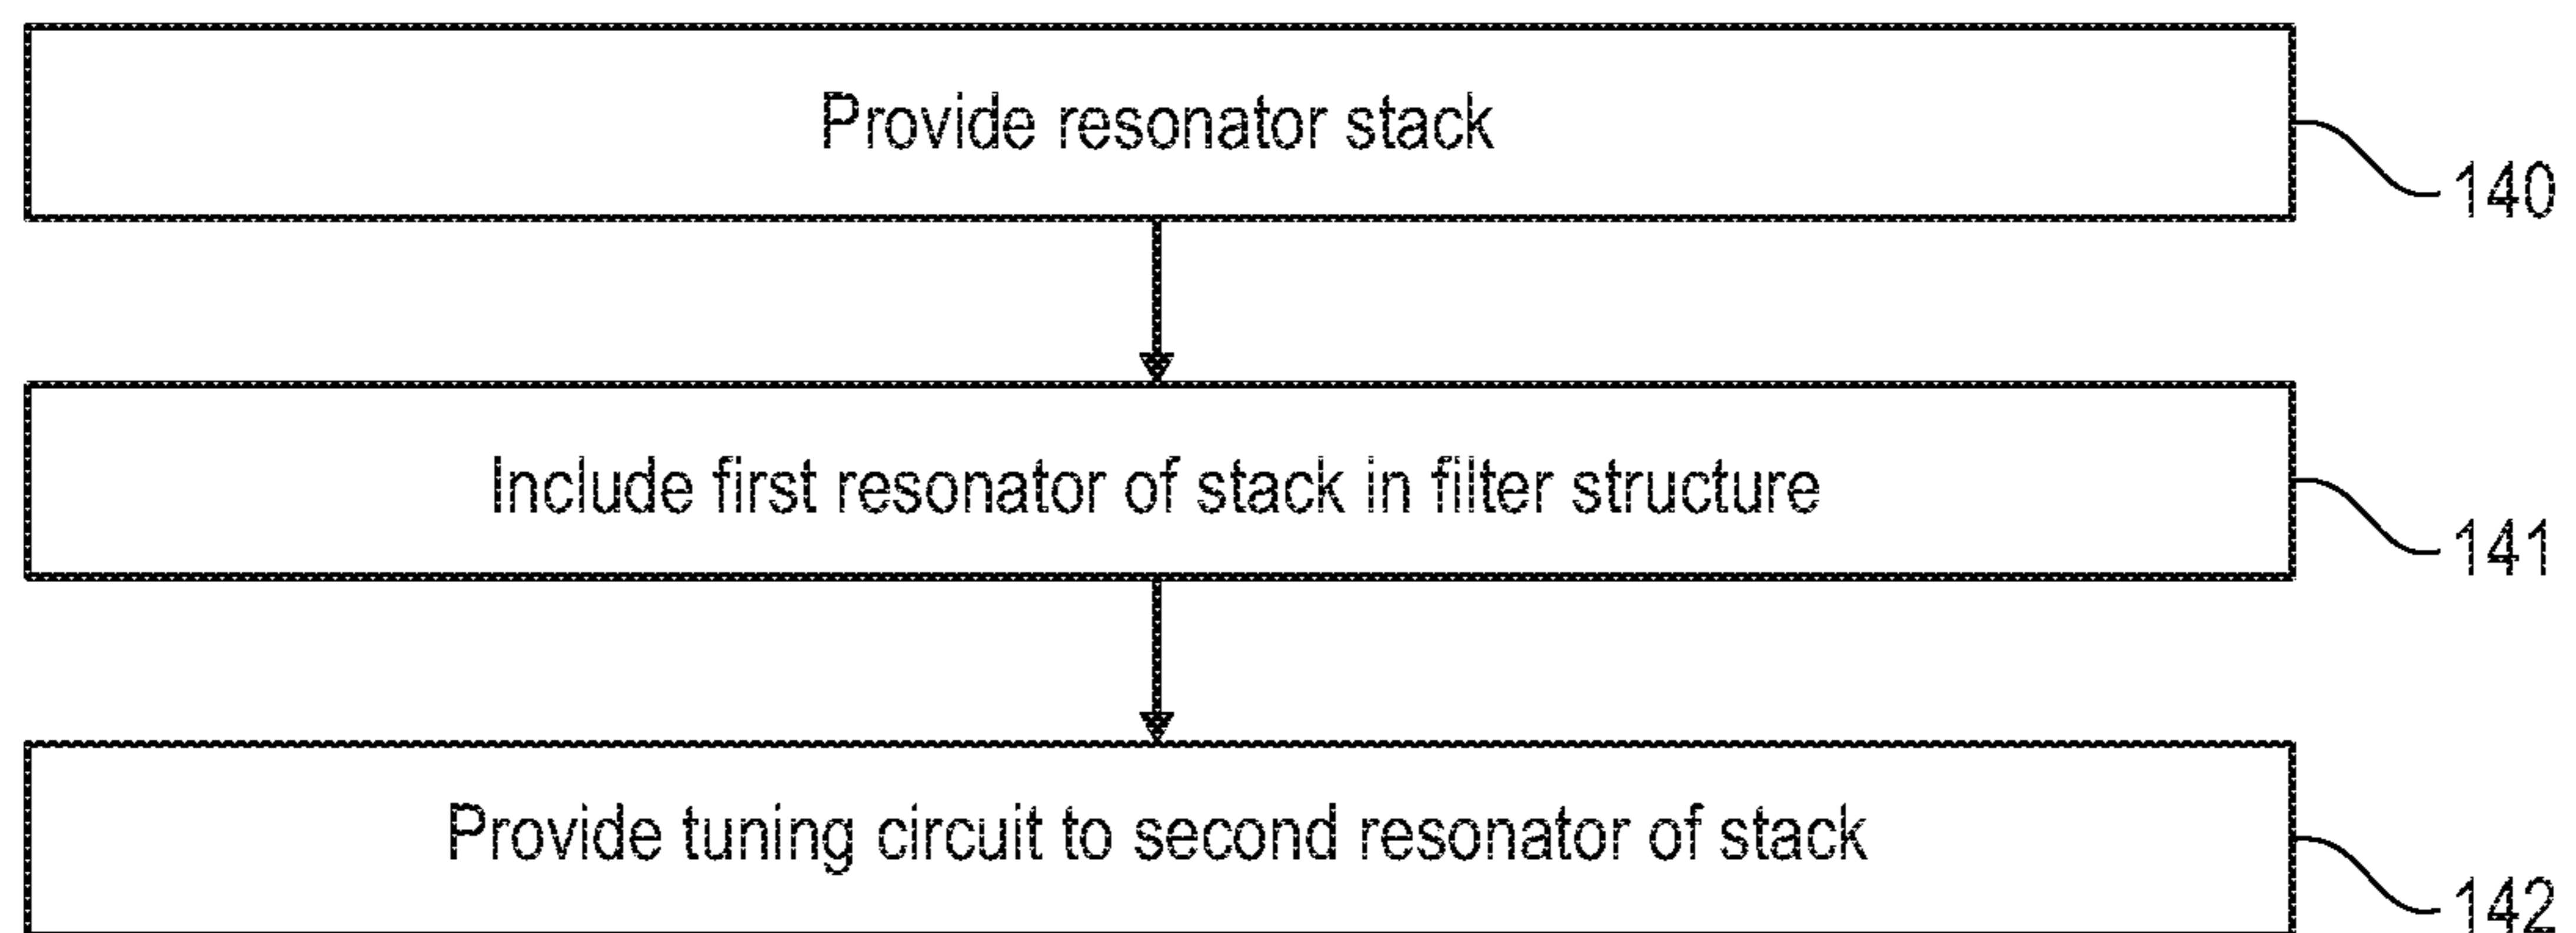 Provide resonator stack
140
Include first resonator of stack in filter structure
141
Provide tuning circuit to second resonator of stack
142